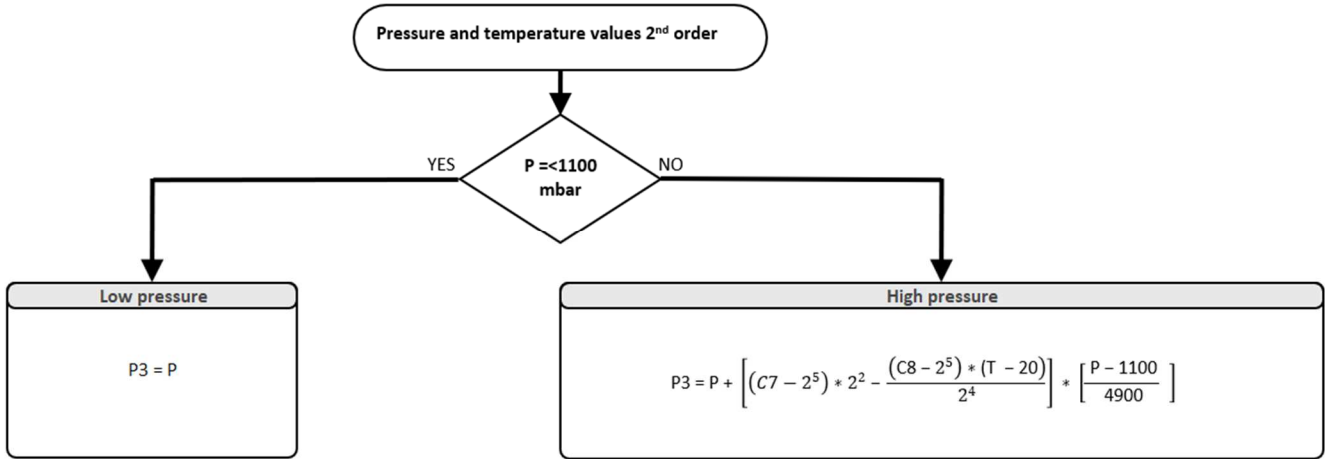 Pressure and temperature values 2ⁿᵈ order
YES
P =<1100
mbar
NO
Low pressure
P3 = P
High pressure
P3 = P + [(C7 − 2⁵) * 2² - (C8 − 2⁵) * (T − 20) / 2⁴] * [P − 1100 / 4900]